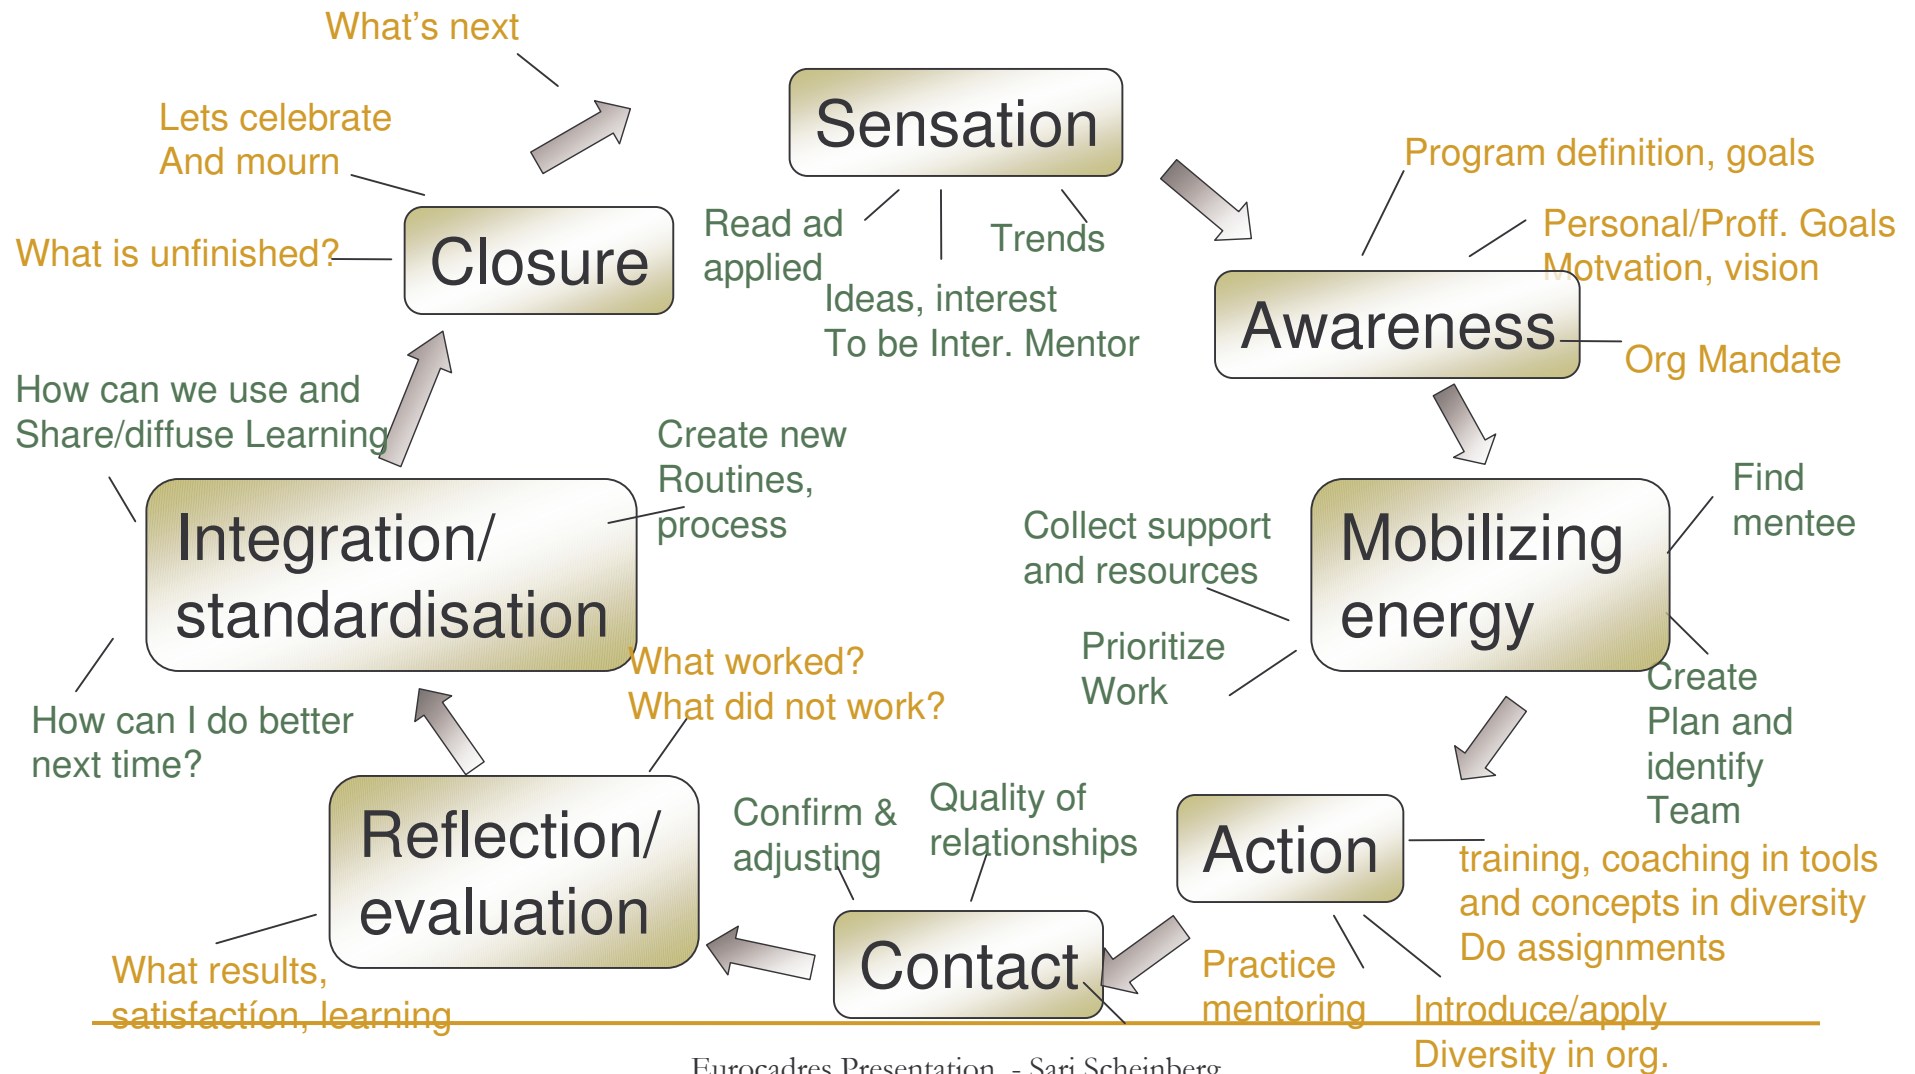 What's next
Lets celebrate
And mourn
What is unfinished?
Closure
Sensation
Read ad
applied
Trends
Ideas, interest
To be Inter. Mentor
Program definition, goals
Personal/Proff. Goals
Motvation, vision
Awareness
Org Mandate
How can we use and
Share/diffuse Learning
Create new
Routines,
process
Integration/
standardisation
Collect support
and resources
Prioritize
Work
Mobilizing
energy
Find
mentee
Create
Plan and
identify
Team
How can I do better
next time?
What worked?
What did not work?
Reflection/
evaluation
What results,
satisfactíon, learning
Confirm &
adjusting
Quality of
relationships
Contact
Action
training, coaching in tools
and concepts in diversity
Do assignments
Practice
mentoring
Introduce/apply
Diversity in org.
Eurocadres Presentation - Sari Scheinberg